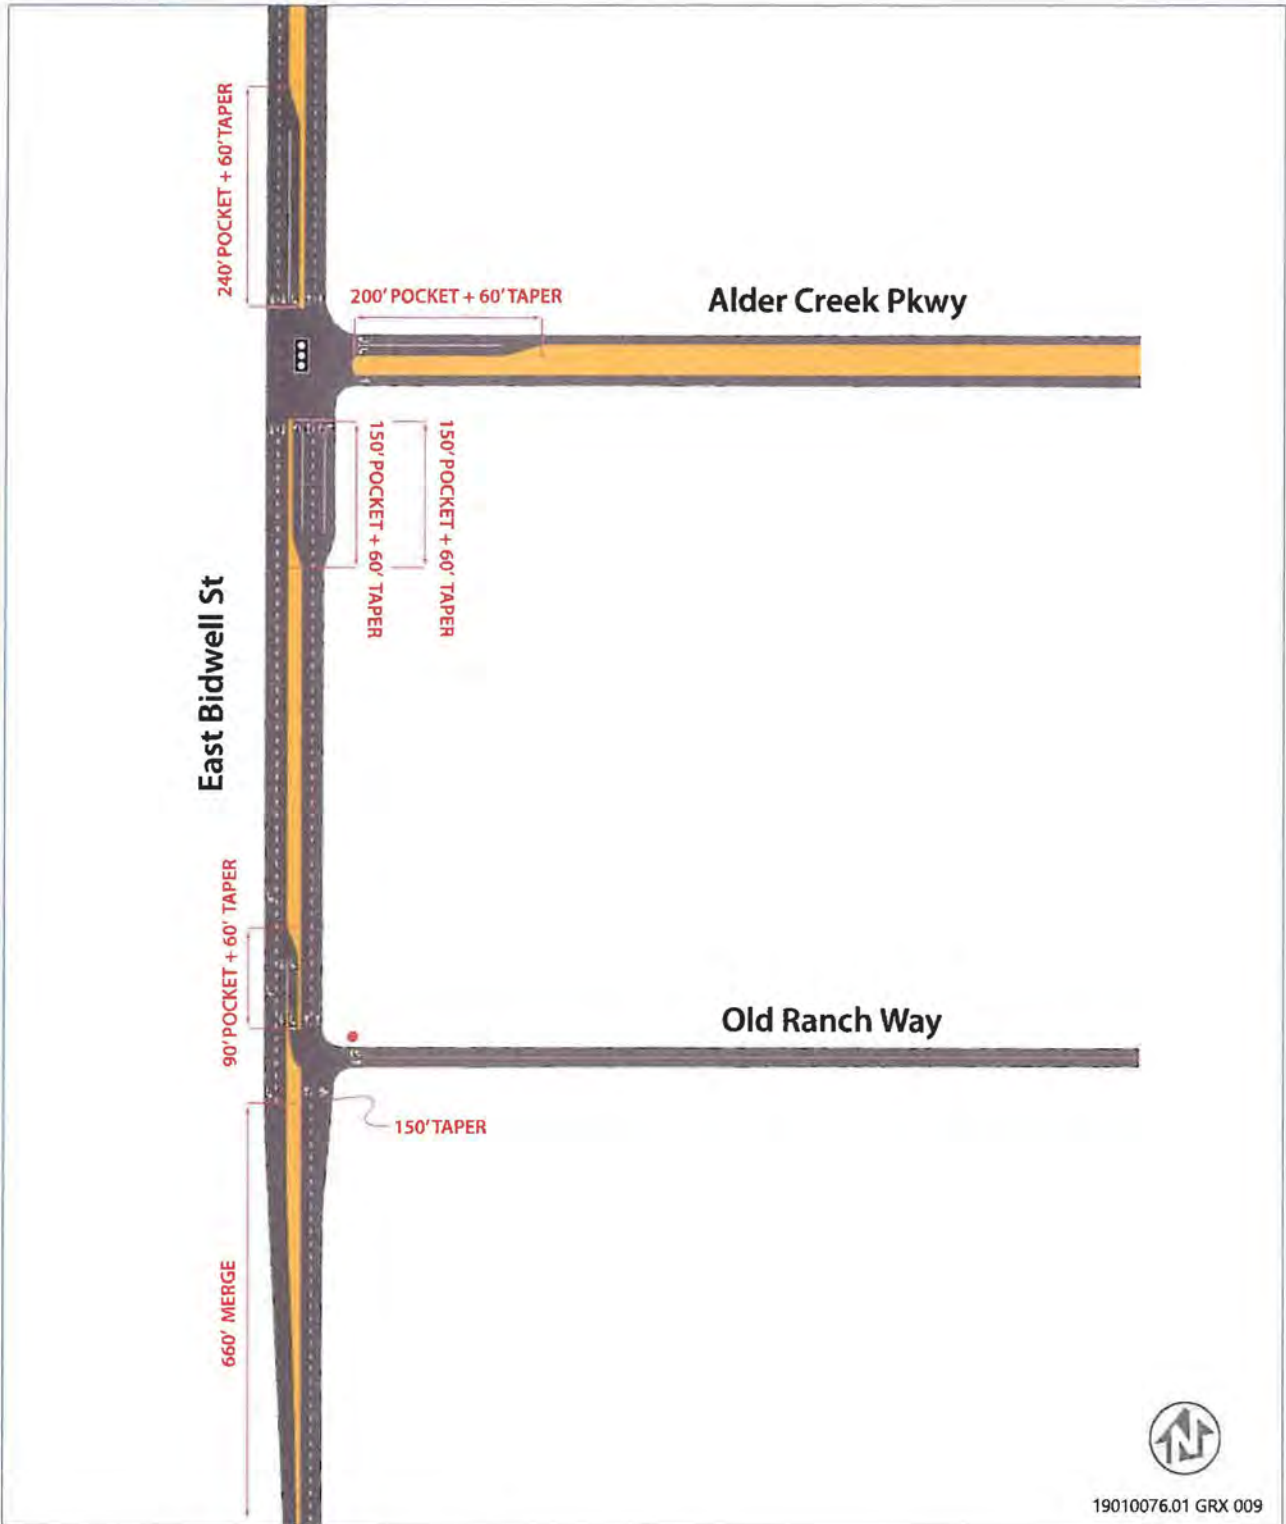 240' POCKET + 60' TAPER
200' POCKET + 60' TAPER
Alder Creek Pkwy
150' POCKET + 60' TAPER
150' POCKET + 60' TAPER
East Bidwell St
90' POCKET + 60' TAPER
Old Ranch Way
150' TAPER
660' MERGE
N
19010076.01 GRX 009